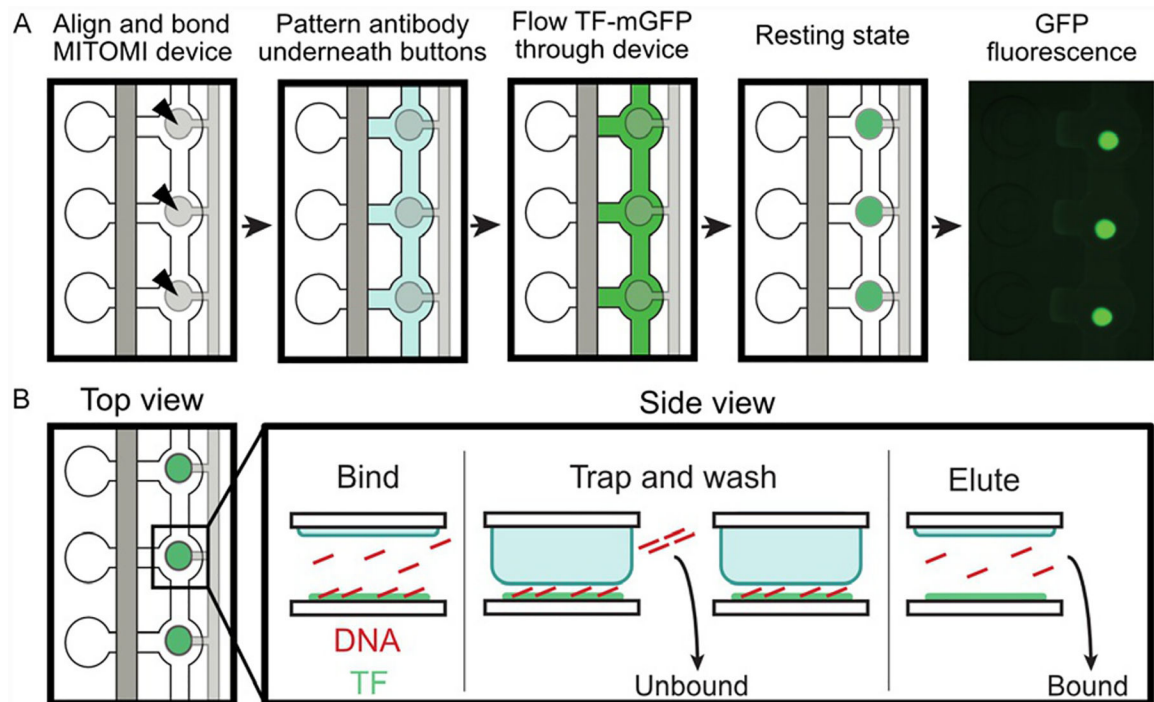 A
Align and bond
MITOMI device
Pattern antibody
underneath buttons
Flow TF-mGFP
through device
Resting state
GFP
fluorescence
B
Top view
Side view
Bind
Trap and wash
Elute
DNA
TF
Unbound
Bound